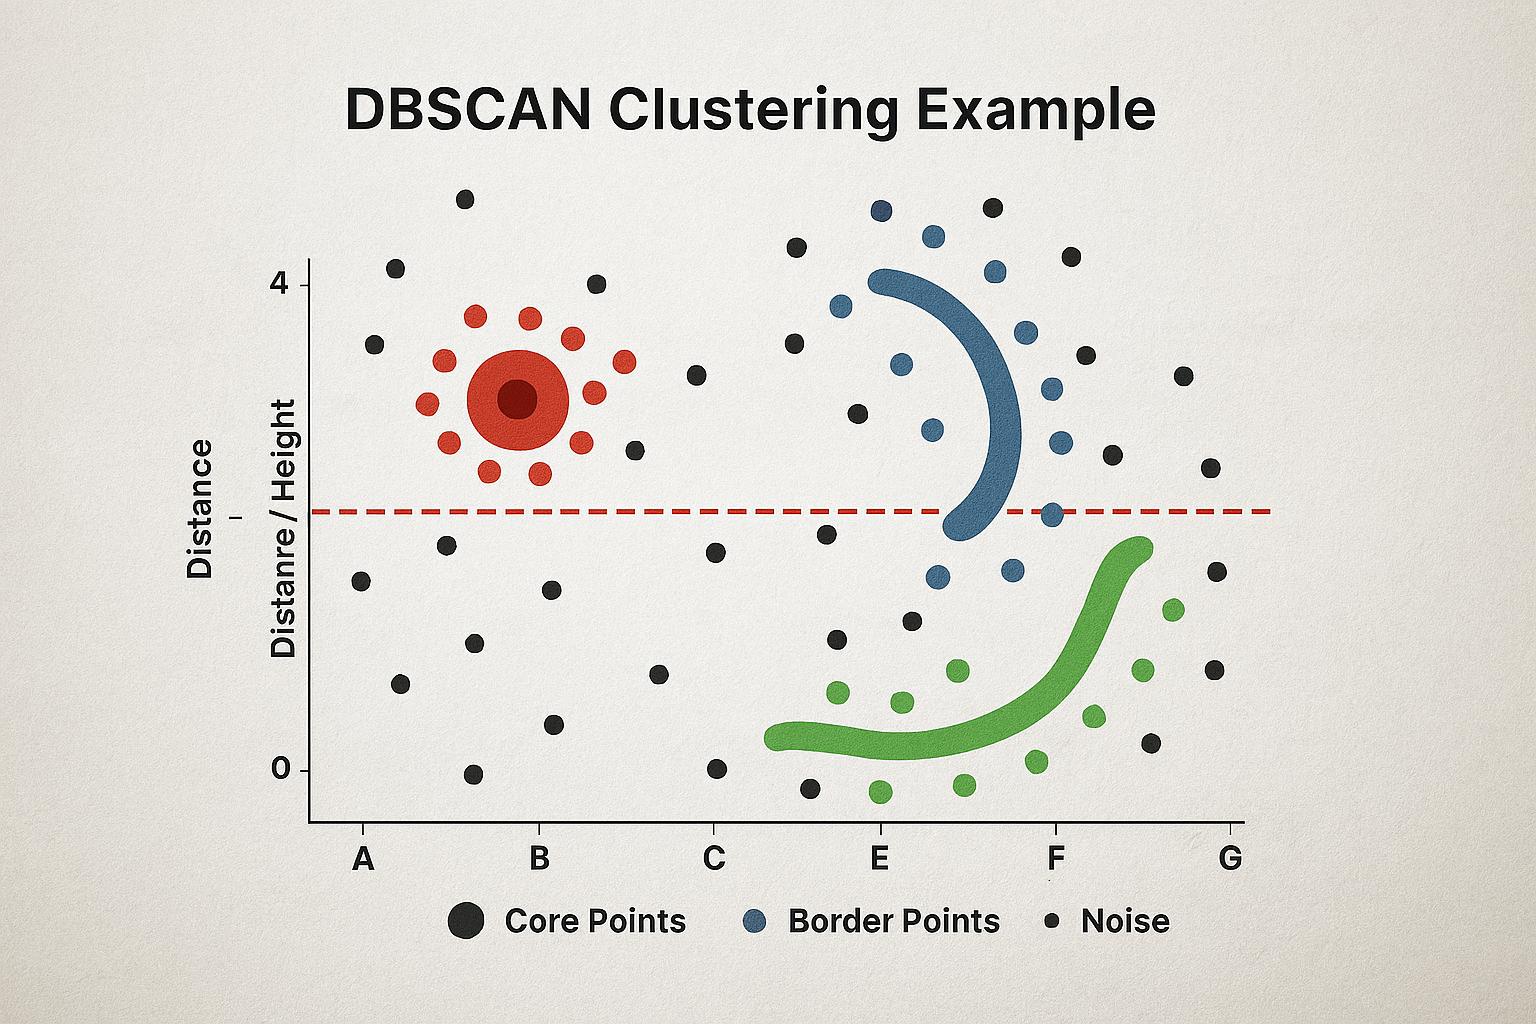 DBSCAN Clustering Example
4
Distance
Distanre / Height
0
A B C E F G
Core Points Border Points Noise